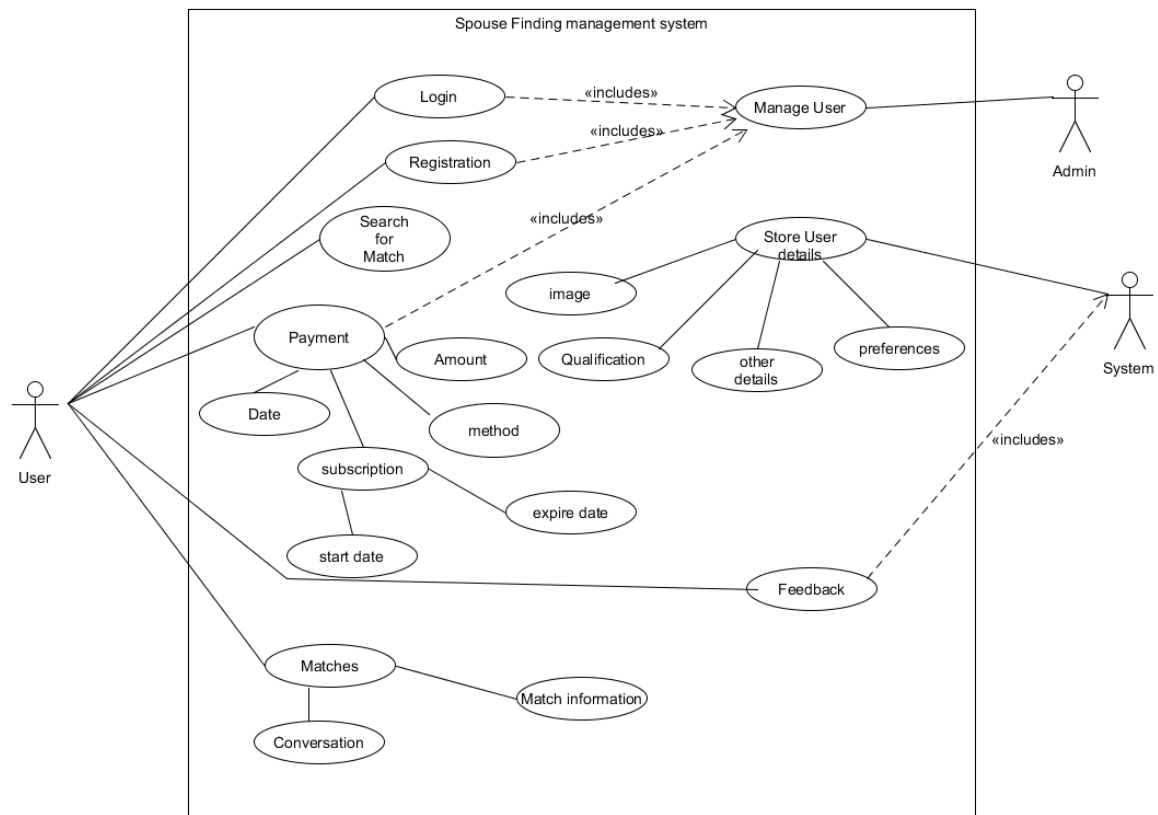 Spouse Finding management system
Login
«includes»
Manage User
«includes»
Registration
Admin
Search
for
Match
«includes»
Store User
details
image
Payment
Amount
Qualification
other
details
preferences
System
Date
method
«includes»
User
subscription
expire date
start date
Feedback
Matches
Match information
Conversation